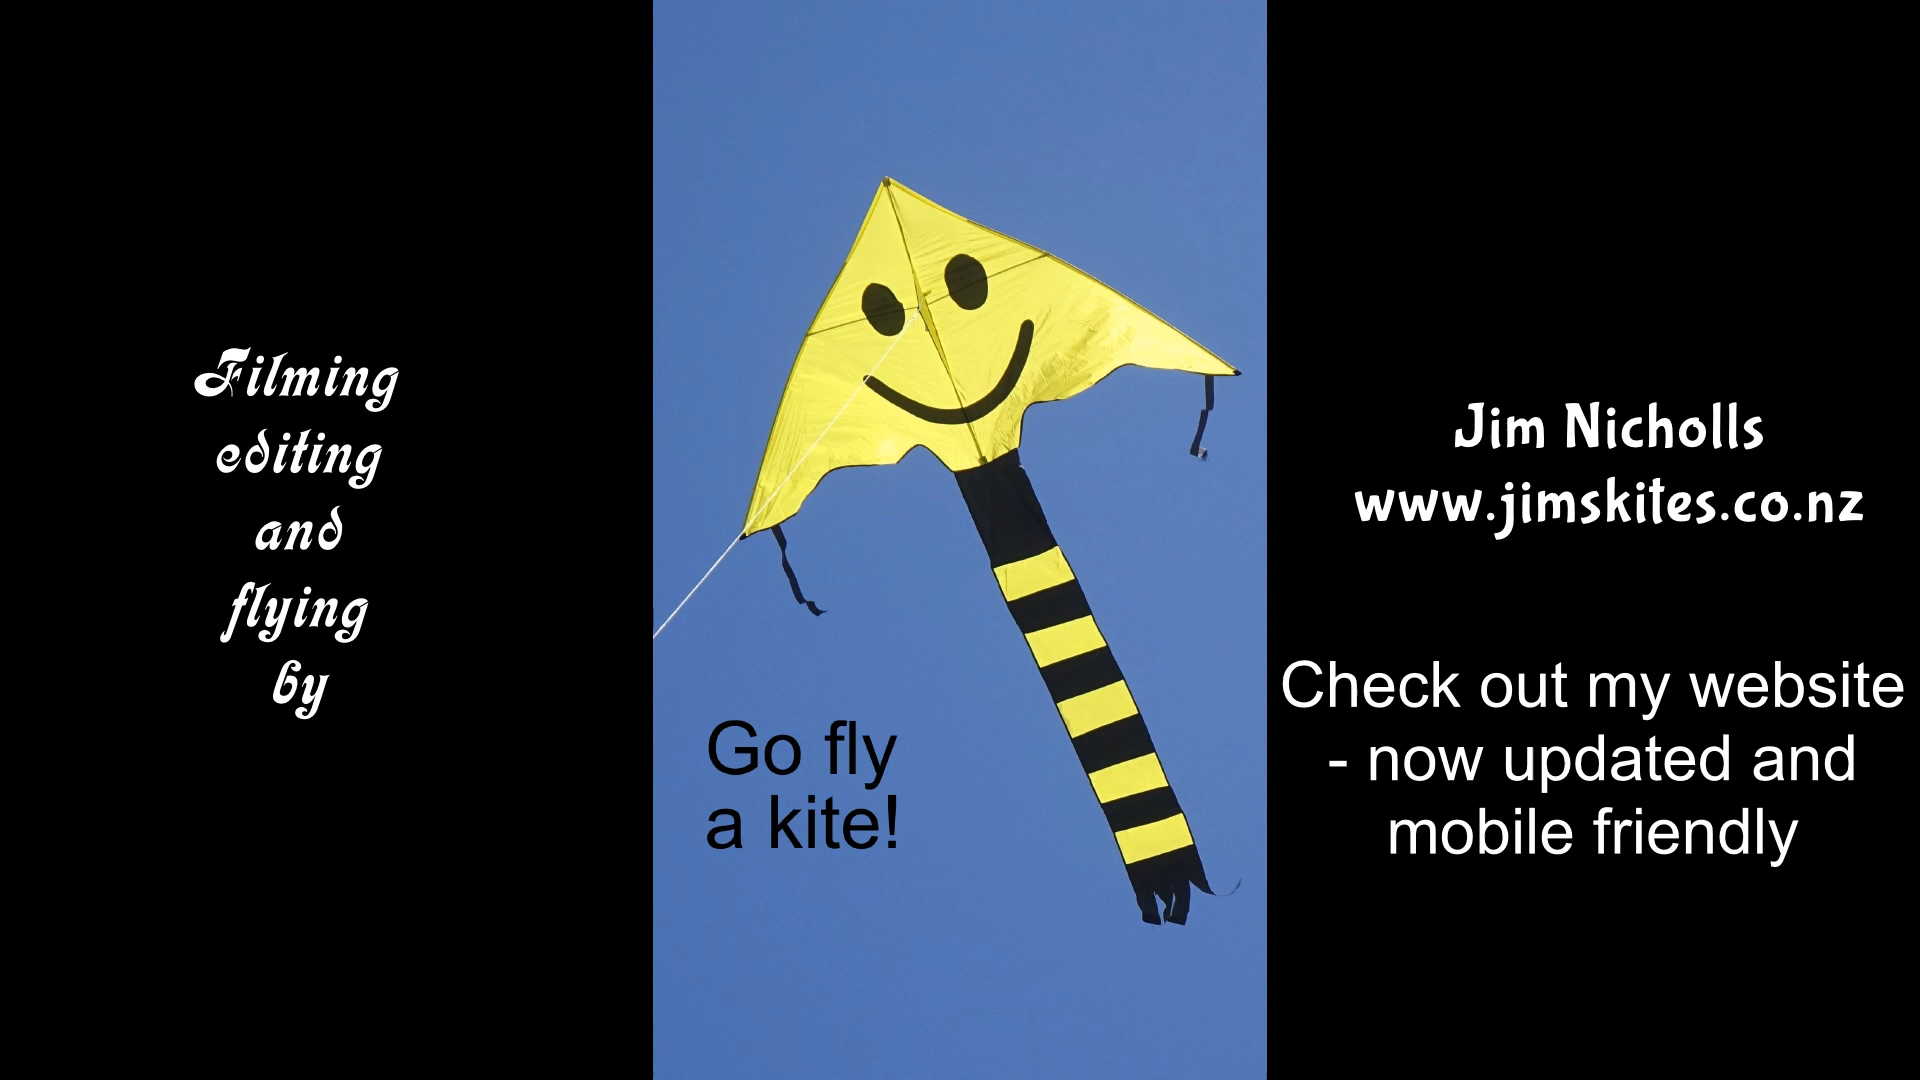 Filming
editing
and
flying
by
Go fly
a kite!
Jim Nicholls
www.jimskites.co.nz
Check out my website
- now updated and
mobile friendly